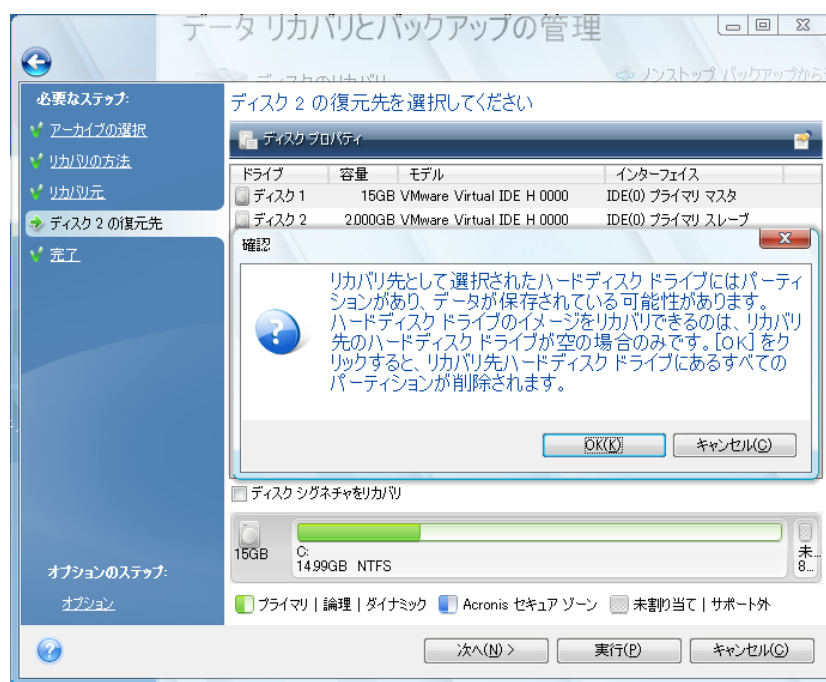 データ リカバリとバックアップの管理
ディスクのリカバリ
ノンストップ バックアップから
必要なステップ:
アーカイブの選択
リカバリの方法
リカバリ元
ディスク 2 の復元先
完了
ディスク 2 の復元先を選択してください
ディスク プロパティ
ドライブ 容量 モデル インターフェイス
ディスク 1 15GB VMware Virtual IDE H 0000 IDE(0) プライマリ マスタ
ディスク 2 2.000GB VMware Virtual IDE H 0000 IDE(0) プライマリ スレーブ
確認
リカバリ先として選択されたハードディスク ドライブにはパーティ
ションがあり、データが保存されている可能性があります。
ハードディスク ドライブのイメージをリカバリできるのは、リカバリ
先のハードディスク ドライブが空の場合のみです。[OK] をク
リックすると、リカバリ先ハードディスク ドライブにあるすべての
パーティションが削除されます。
OK(K) キャンセル(C)
ディスク シグネチャをリカバリ
15GB
C:
14.99GB NTFS
未...
8...
プライマリ | 論理 | ダイナミック Acronis セキュア ゾーン 未割り当て | サポート外
オプションのステップ:
オプション
次へ(N) > 実行(P) キャンセル(C)